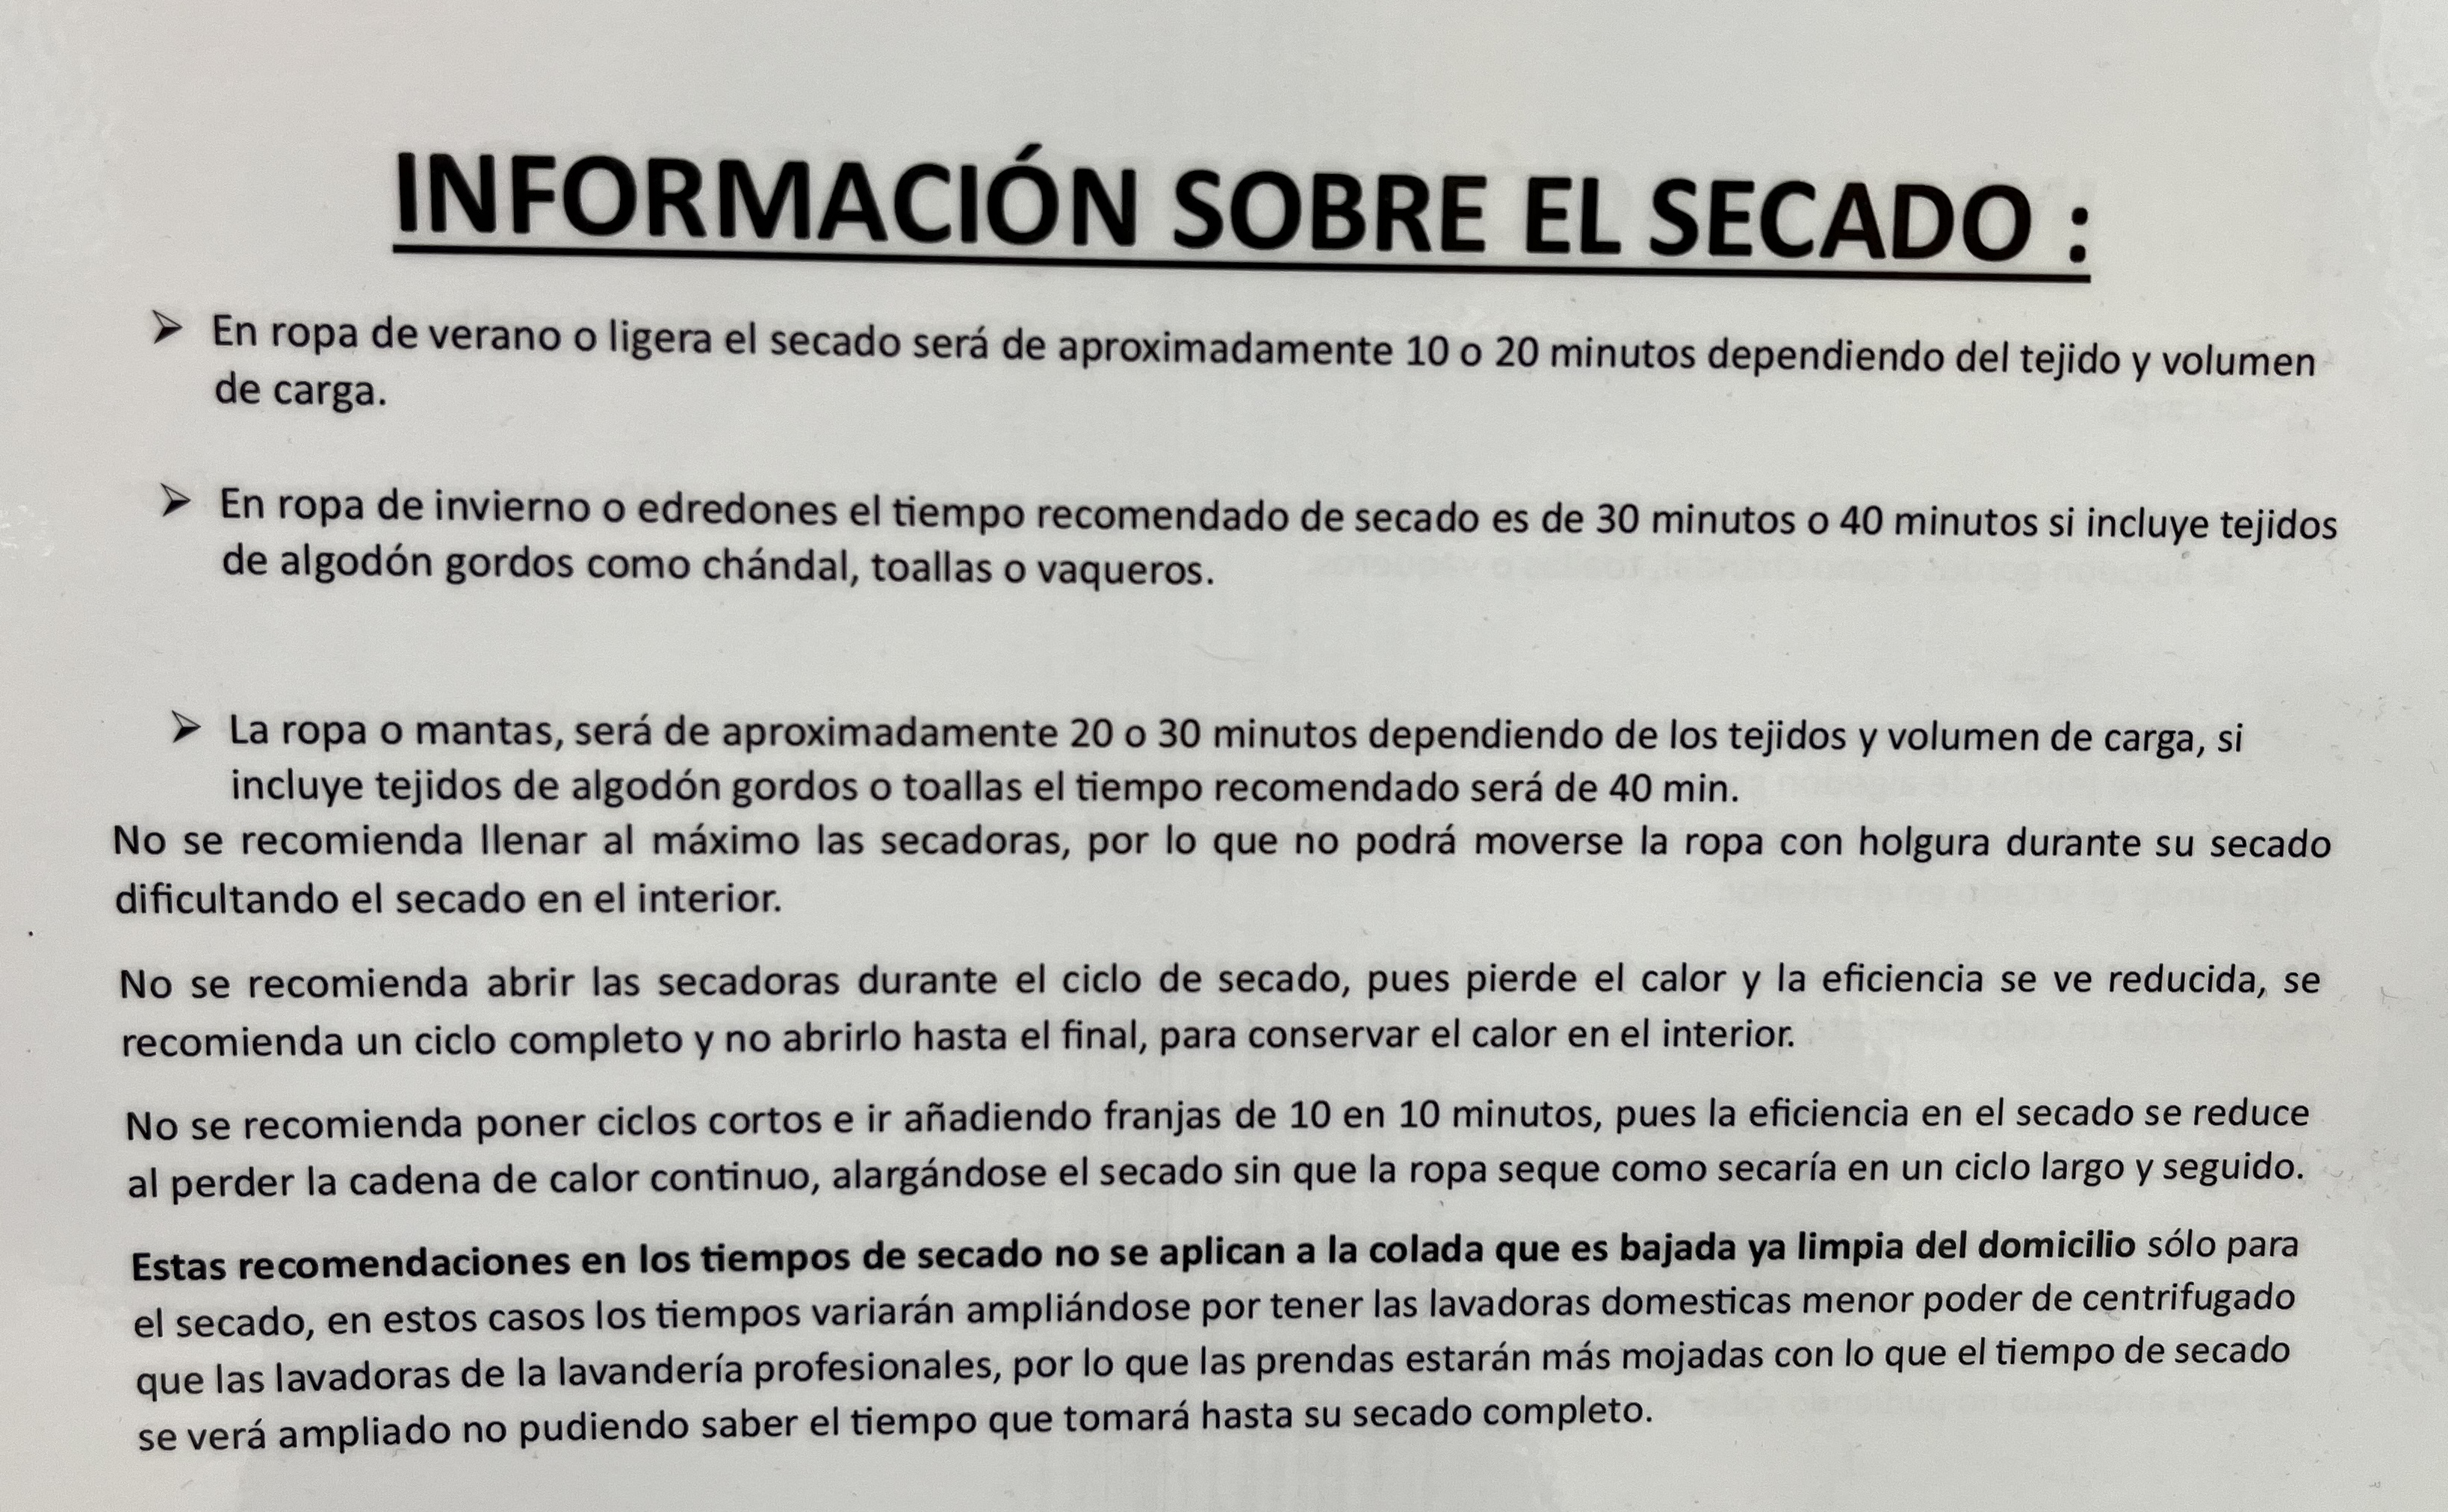 INFORMACIÓN SOBRE EL SECADO :
➢ En ropa de verano o ligera el secado será de aproximadamente 10 o 20 minutos dependiendo del tejido y volumen
de carga.
➢ En ropa de invierno o edredones el tiempo recomendado de secado es de 30 minutos o 40 minutos si incluye tejidos
de algodón gordos como chándal, toallas o vaqueros.
➢ La ropa o mantas, será de aproximadamente 20 o 30 minutos dependiendo de los tejidos y volumen de carga, si
incluye tejidos de algodón gordos o toallas el tiempo recomendado será de 40 min.
No se recomienda llenar al máximo las secadoras, por lo que no podrá moverse la ropa con holgura durante su secado
dificultando el secado en el interior.
No se recomienda abrir las secadoras durante el ciclo de secado, pues pierde el calor y la eficiencia se ve reducida, se
recomienda un ciclo completo y no abrirlo hasta el final, para conservar el calor en el interior.
No se recomienda poner ciclos cortos e ir añadiendo franjas de 10 en 10 minutos, pues la eficiencia en el secado se reduce
al perder la cadena de calor continuo, alargándose el secado sin que la ropa seque como secaría en un ciclo largo y seguido.
Estas recomendaciones en los tiempos de secado no se aplican a la colada que es bajada ya limpia del domicilio sólo para
el secado, en estos casos los tiempos variarán ampliándose por tener las lavadoras domesticas menor poder de centrifugado
que las lavadoras de la lavandería profesionales, por lo que las prendas estarán más mojadas con lo que el tiempo de secado
se verá ampliado no pudiendo saber el tiempo que tomará hasta su secado completo.